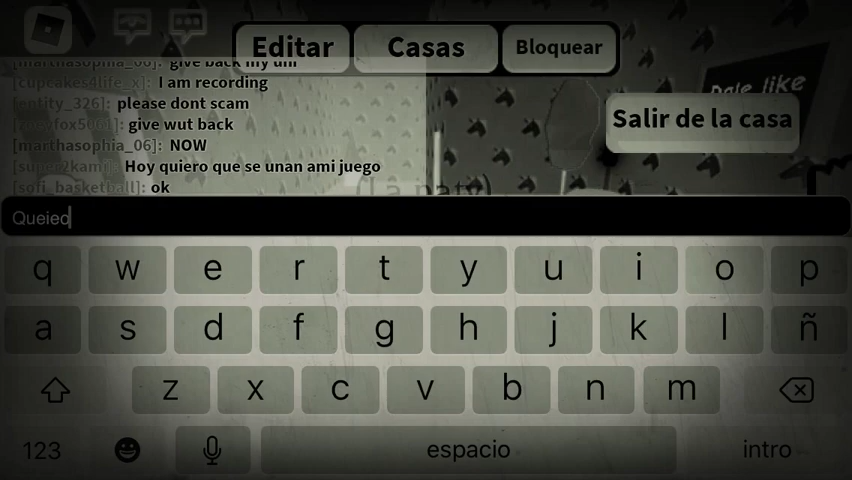 Editar
Casas
Bloquear
[marthasophia_06]: give back my uni
[cupcakes4life_x]: I am recording
[entity_326]: please dont scam
give wut back
[marthasophia_06]: NOW
Hoy quiero que se unan ami juego
[sofi_basketball]: ok
Dale like
Salir de la casa
(La paty)
Queied
q w e r t y u i o p
a s d f g h j k l ñ
z x c v b n m
123 espacio intro